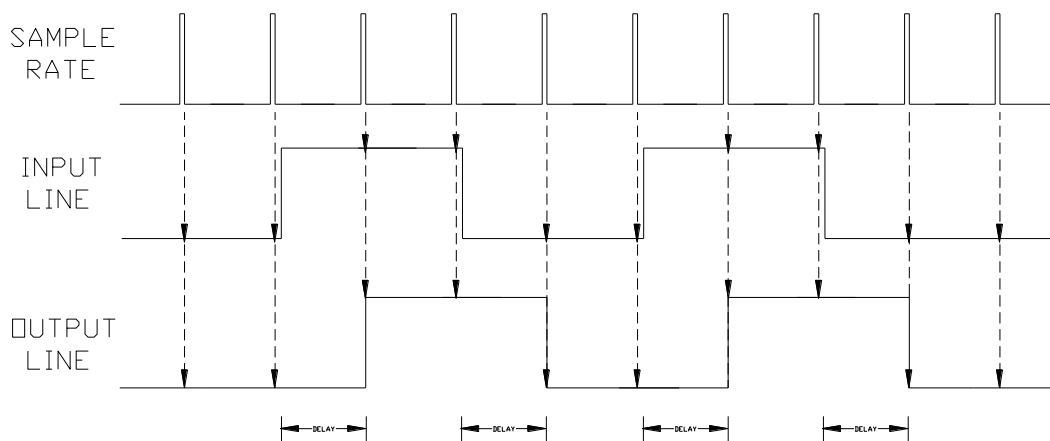 SAMPLE
RATE
INPUT
LINE
OUTPUT
LINE
DELAY
DELAY
DELAY
DELAY